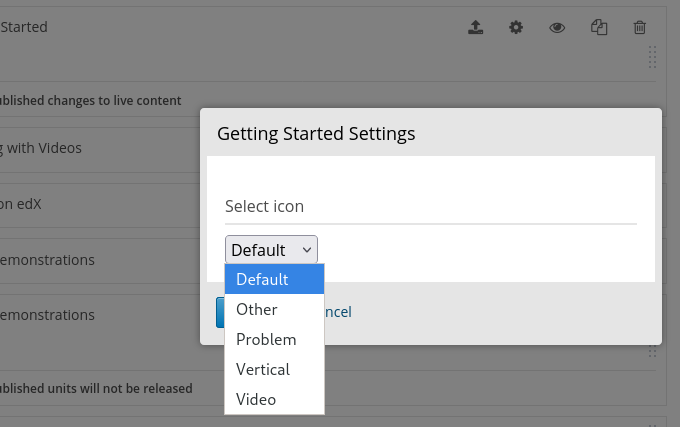 Started
ublished changes to live content
Getting Started Settings
g with Videos
Select icon
on edX
Default
emonstrations
Default
Other
emonstrations
ncel
Problem
Vertical
ublished units will not be released
Video